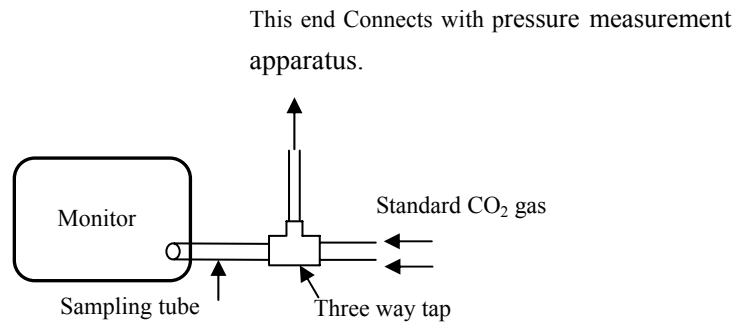 This end Connects with pressure measurement
apparatus.
Monitor
Standard CO₂ gas
Sampling tube
Three way tap